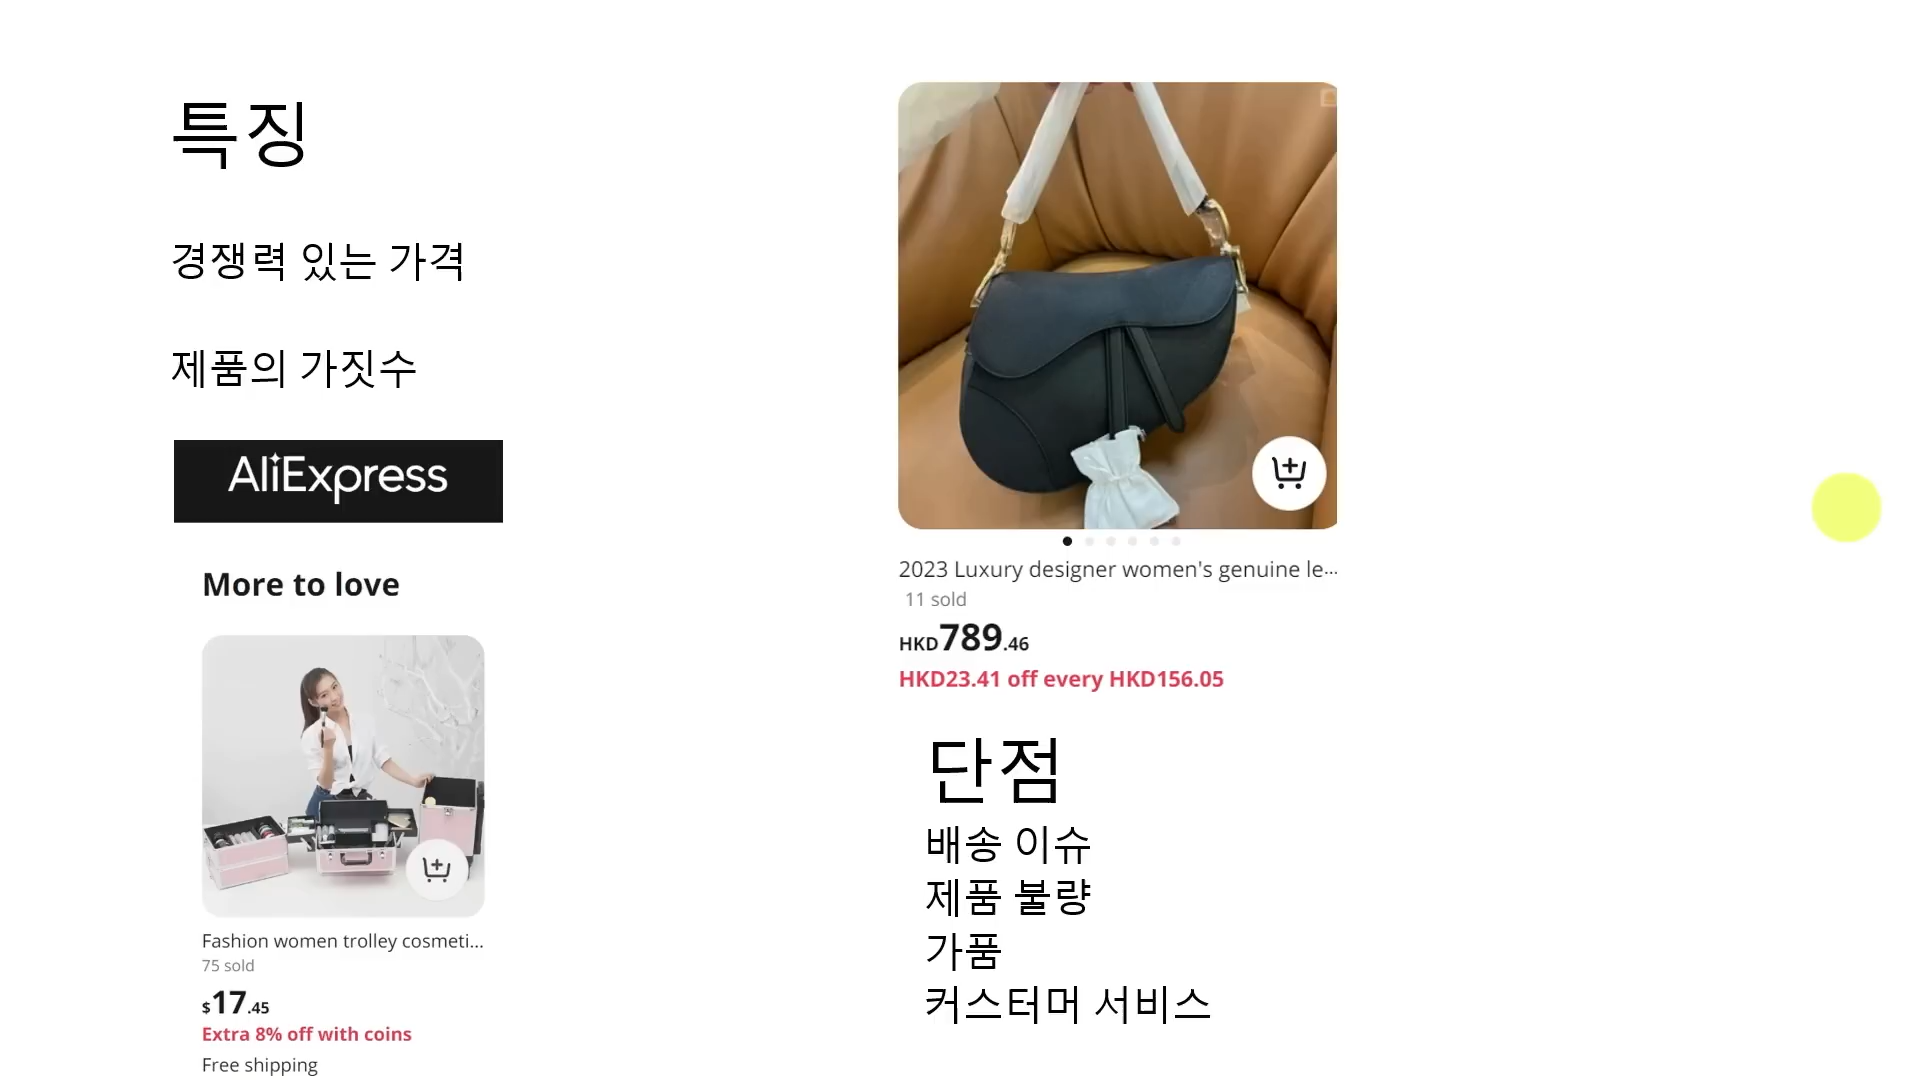 특징
경쟁력 있는 가격
제품의 가짓수
AliExpress
More to love
Fashion women trolley cosmeti...
75 sold
$17.45
Extra 8% off with coins
Free shipping
2023 Luxury designer women's genuine le...
11 sold
HKD789.46
HKD23.41 off every HKD156.05
단점
배송 이슈
제품 불량
가품
커스터머 서비스